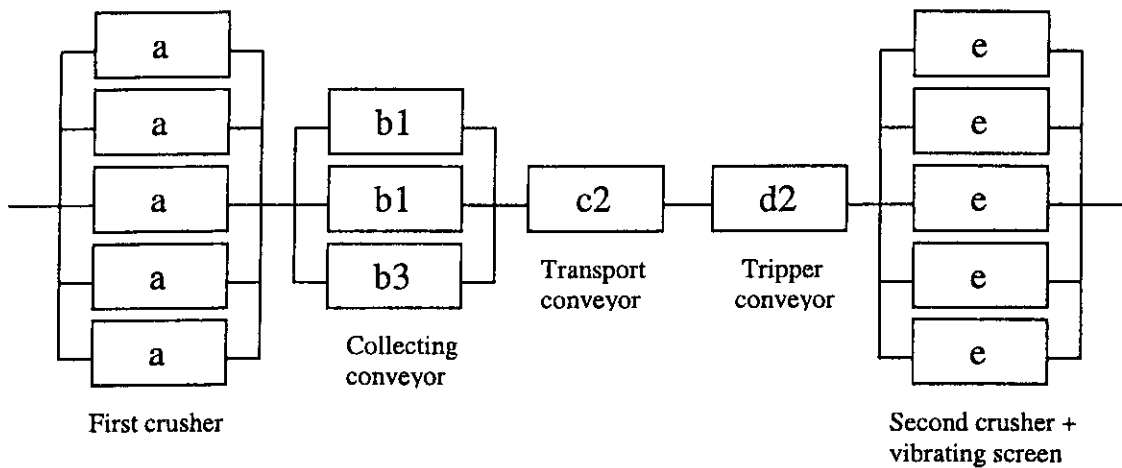 a
a
a
a
a
First crusher
b1
b1
b3
Collecting
conveyor
c2
Transport
conveyor
d2
Tripper
conveyor
e
e
e
e
e
Second crusher +
vibrating screen